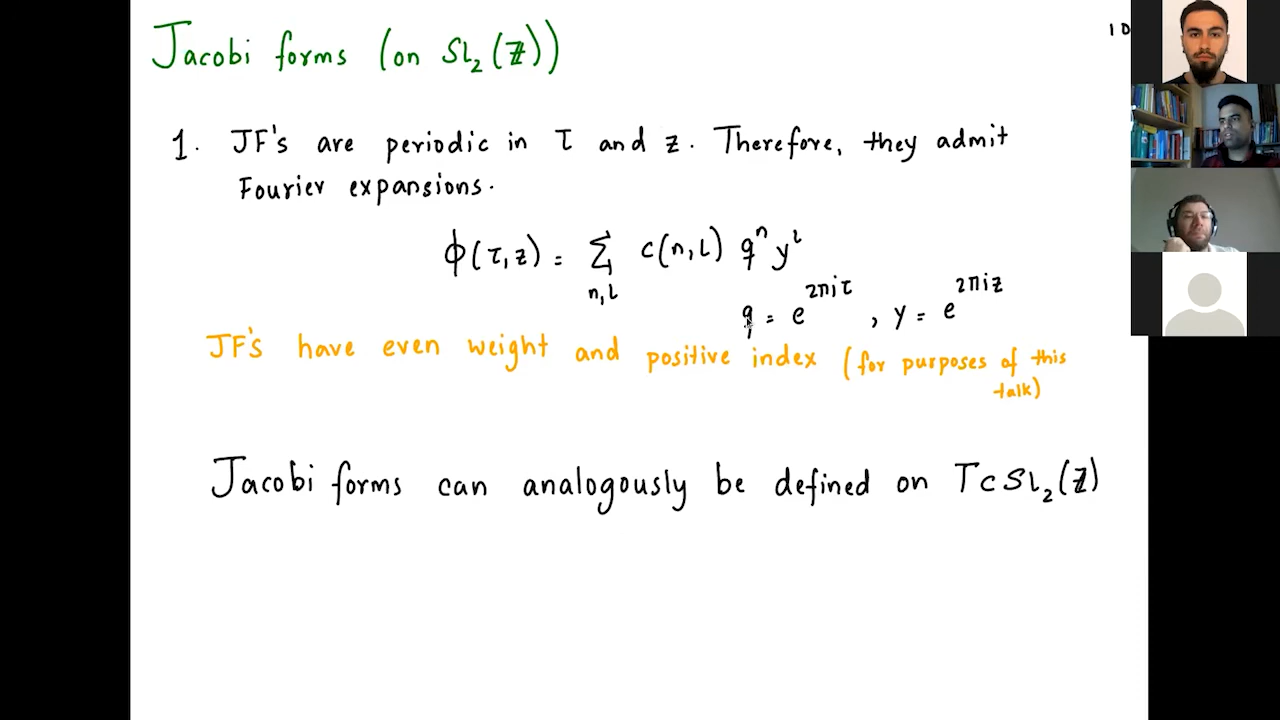 Jacobi forms (on SL₂(ℤ))
10
1. JF's are periodic in τ and z. Therefore, they admit
Fourier expansions.
ϕ(τ,z) = ∑ c(n,l) qⁿ yˡ
n,l
q = e^{2πiτ}, y = e^{2πiz}
JF's have even weight and positive index (for purposes of this
talk)
Jacobi forms can analogously be defined on Γ⊂SL₂(ℤ)